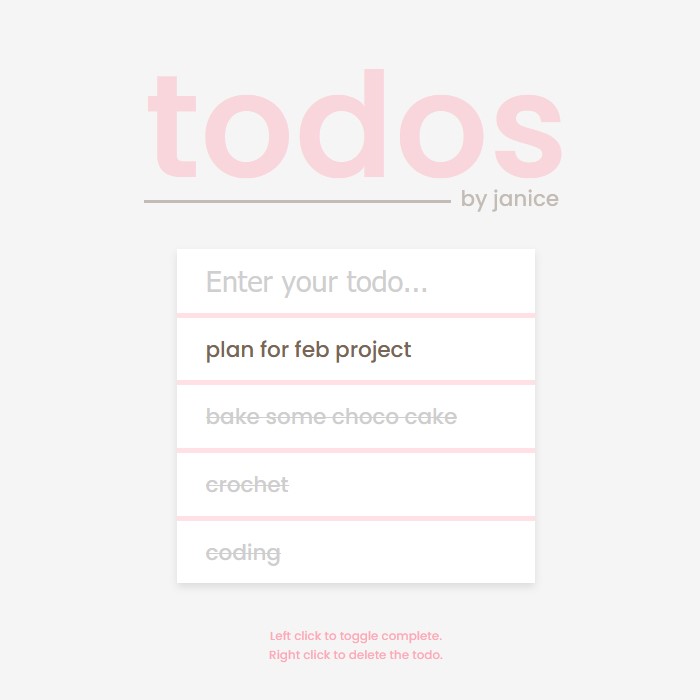 todos
by janice
Enter your todo...
plan for feb project
bake some choco cake
crochet
coding
Left click to toggle complete.
Right click to delete the todo.